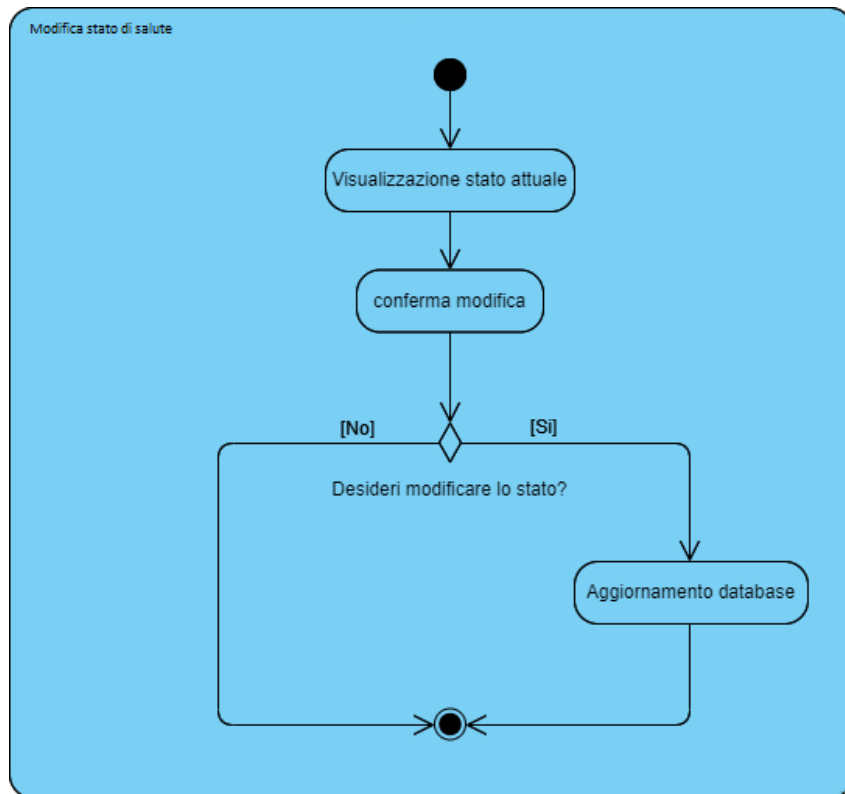 Modifica stato di salute
Visualizzazione stato attuale
conferma modifica
[No]
[Si]
Desideri modificare lo stato?
Aggiornamento database